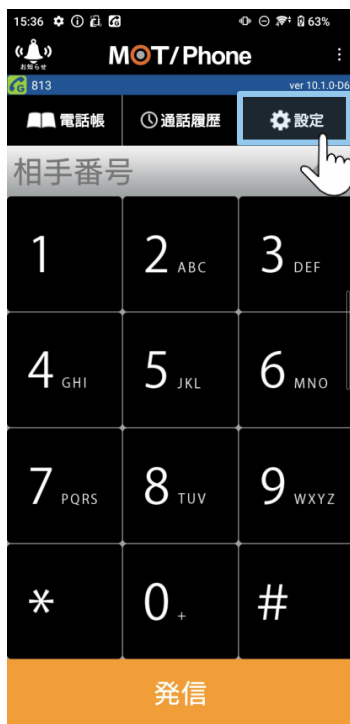 15:36 63%
お知らせ MOT/Phone
813 ver 10.1.0-D6
電話帳 通話履歴 設定
相手番号
1 2 ABC 3 DEF
4 GHI 5 JKL 6 MNO
7 PQRS 8 TUV 9 WXYZ
* 0 + #
発信